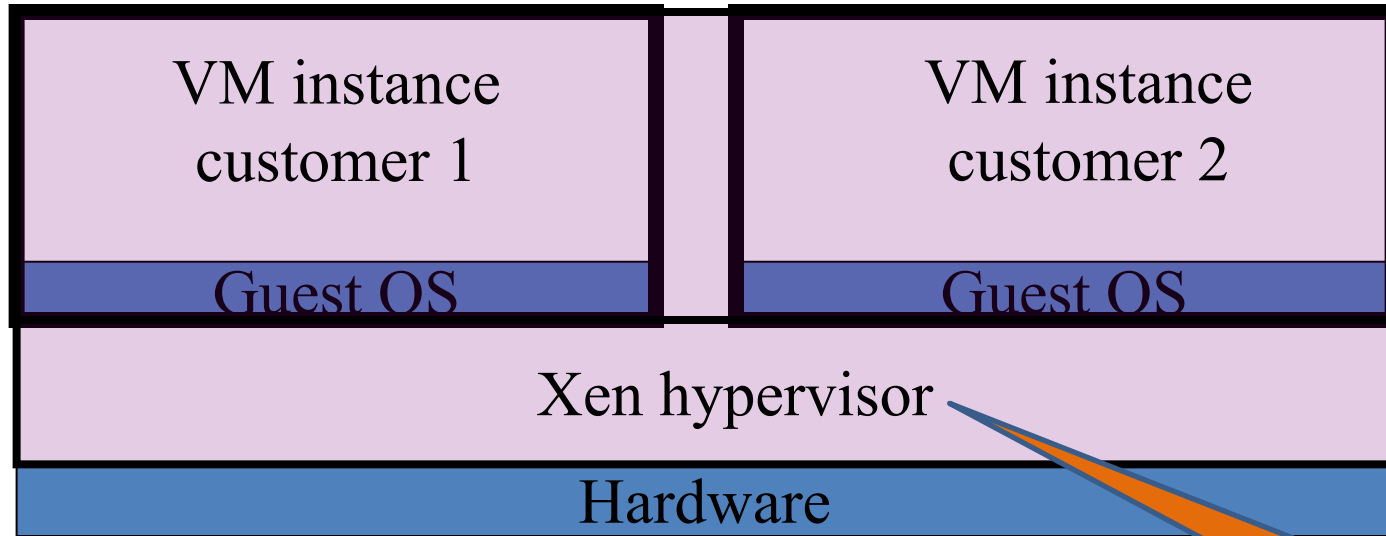 VM instance
customer 1
VM instance
customer 2
Guest OS
Guest OS
Xen hypervisor
Hardware